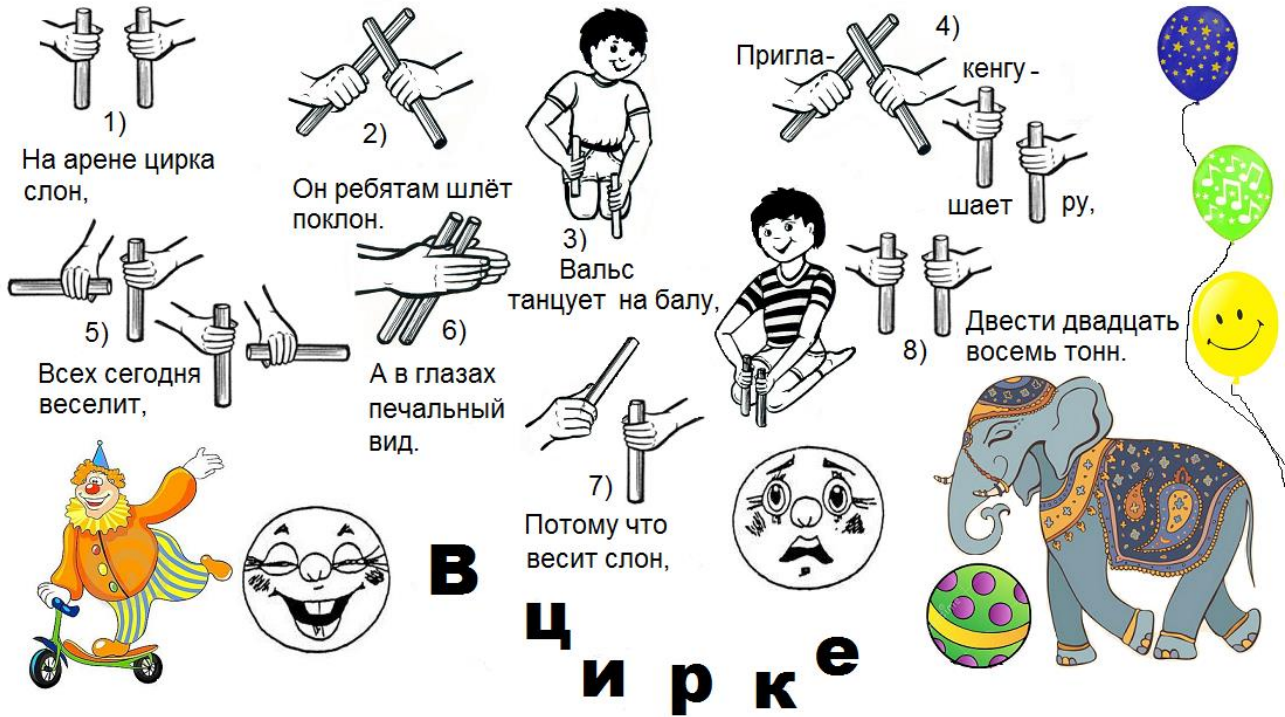 1)
На арене цирка
слон,
2)
Он ребятам шлёт
поклон.
3)
Вальс
танцует на балу,
4)
Пригла-
шает
кенгу-
ру,
5)
Всех сегодня
веселит,
6)
А в глазах
печальный
вид.
7)
Потому что
весит слон,
8)
Двести двадцать
восемь тонн.
В цирке